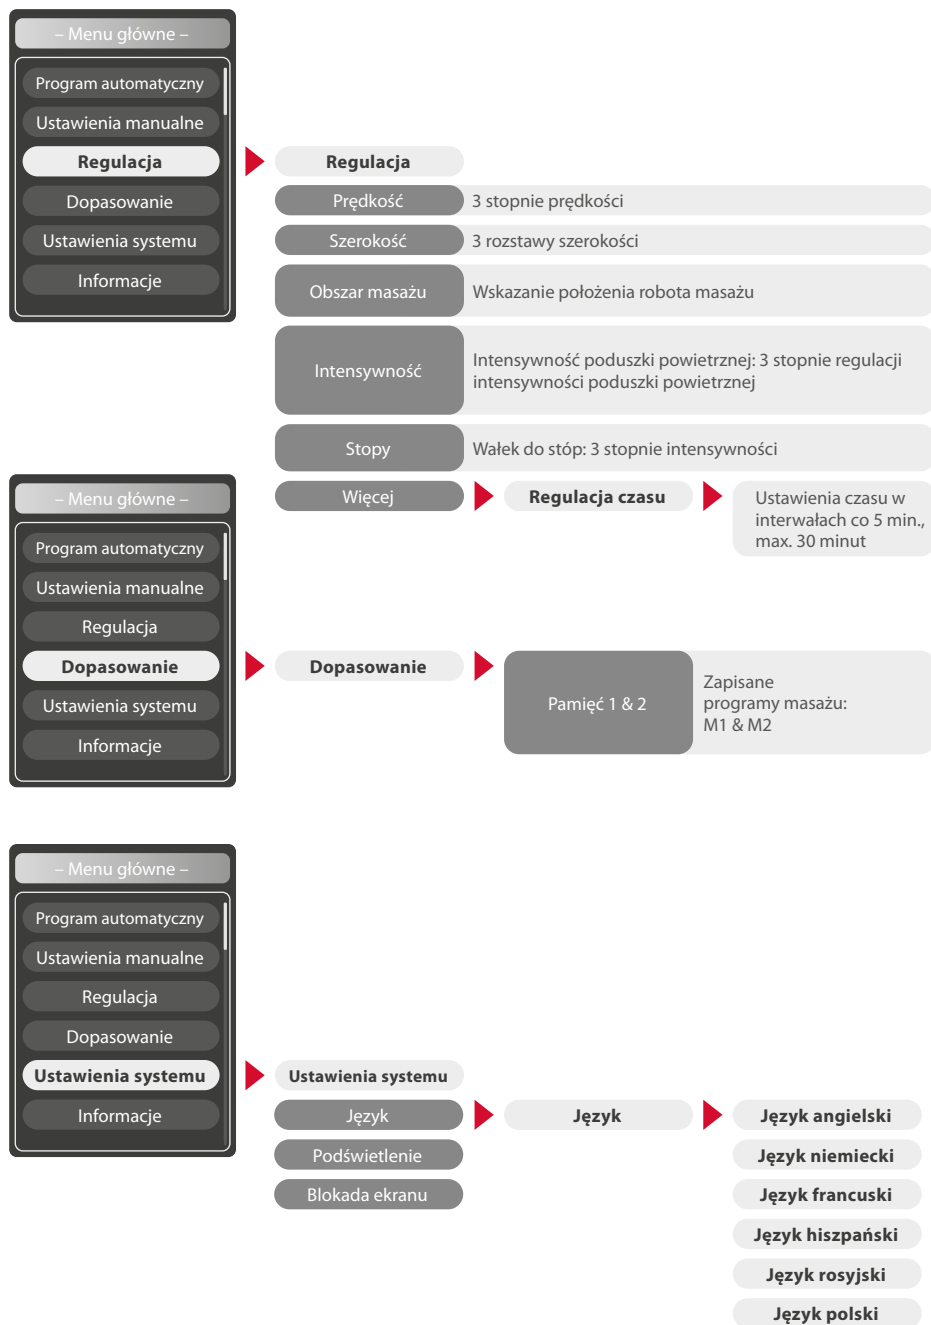 – Menu główne –
Program automatyczny
Ustawienia manualne
Regulacja
Dopasowanie
Ustawienia systemu
Informacje
Regulacja
Prędkość
3 stopnie prędkości
Szerokość
3 rozstawy szerokości
Obszar masażu
Wskazanie położenia robota masażu
Intensywność
Intensywność poduszki powietrznej: 3 stopnie regulacji
intensywności poduszki powietrznej
Stopy
Wałek do stóp: 3 stopnie intensywności
Więcej
Regulacja czasu
Ustawienia czasu w
interwałach co 5 min.,
max. 30 minut
– Menu główne –
Program automatyczny
Ustawienia manualne
Regulacja
Dopasowanie
Ustawienia systemu
Informacje
Dopasowanie
Pamięć 1 & 2
Zapisane
programy masażu:
M1 & M2
– Menu główne –
Program automatyczny
Ustawienia manualne
Regulacja
Dopasowanie
Ustawienia systemu
Informacje
Ustawienia systemu
Język
Podświetlenie
Blokada ekranu
Język
Język angielski
Język niemiecki
Język francuski
Język hiszpański
Język rosyjski
Język polski